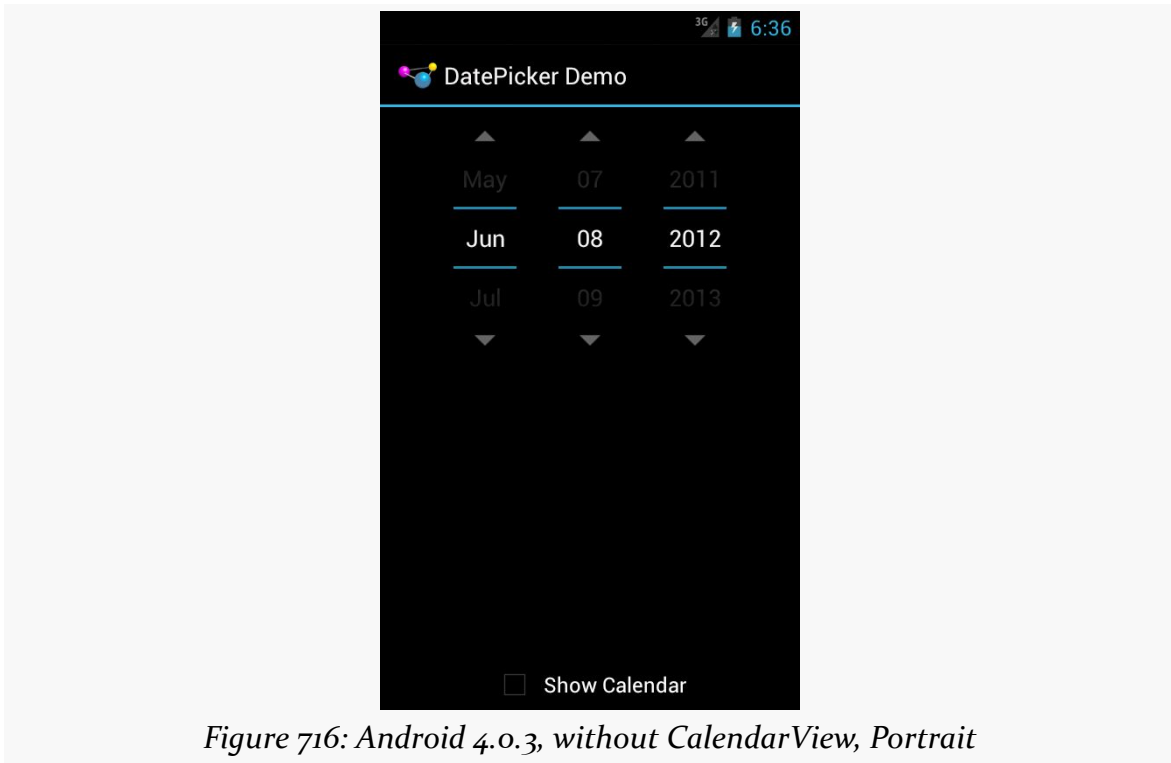 3G 6:36
DatePicker Demo
May 07 2011
Jun 08 2012
Jul 09 2013
Show Calendar
Figure 716: Android 4.0.3, without CalendarView, Portrait